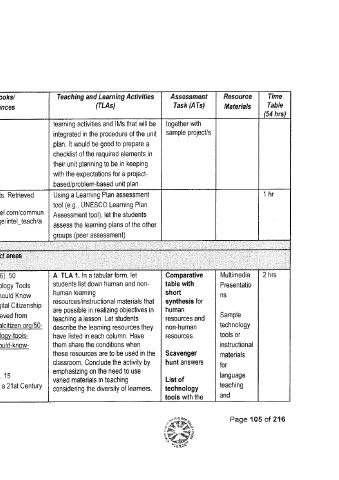 ooks/
nces
Teaching and Learning Activities
(TLAs)
Assessment
Task (ATs)
Resource
Materials
Time
Table
(54 hrs)
learning activities and IMs that will be
integrated in the procedure of the unit
plan. It would be good to prepare a
checklist of the required elements in
their unit planning to be in keeping
with the expectations for a project-
based/problem-based unit plan.
together with
sample project/s
ts. Retrieved
el.com/commun
ge/intel_teach/a
Using a Learning Plan assessment
tool (e.g., UNESCO Learning Plan
Assessment tool), let the students
assess the learning plans of the other
groups (peer assessment)
1 hr
ct areas
6). 50
ology Tools
hould Know
gital Citizenship
eved from
alcitizen.org/50-
logy-tools-
ould-know-
. 15
a 21st Century
A TLA 1. In a tabular form, let
students list down human and non-
human learning
resources/instructional materials that
are possible in realizing objectives in
teaching a lesson. Let students
describe the learning resources they
have listed in each column. Have
them share the conditions when
these resources are to be used in the
classroom. Conclude the activity by
emphasizing on the need to use
varied materials in teaching
considering the diversity of learners.
Comparative
table with
short
synthesis for
human
resources and
non-human
resources
Scavenger
hunt answers
List of
technology
tools with the
Multimedia
Presentatio
ns
Sample
technology
tools or
instructional
materials
for
language
teaching
and
2 hrs
Page 105 of 216